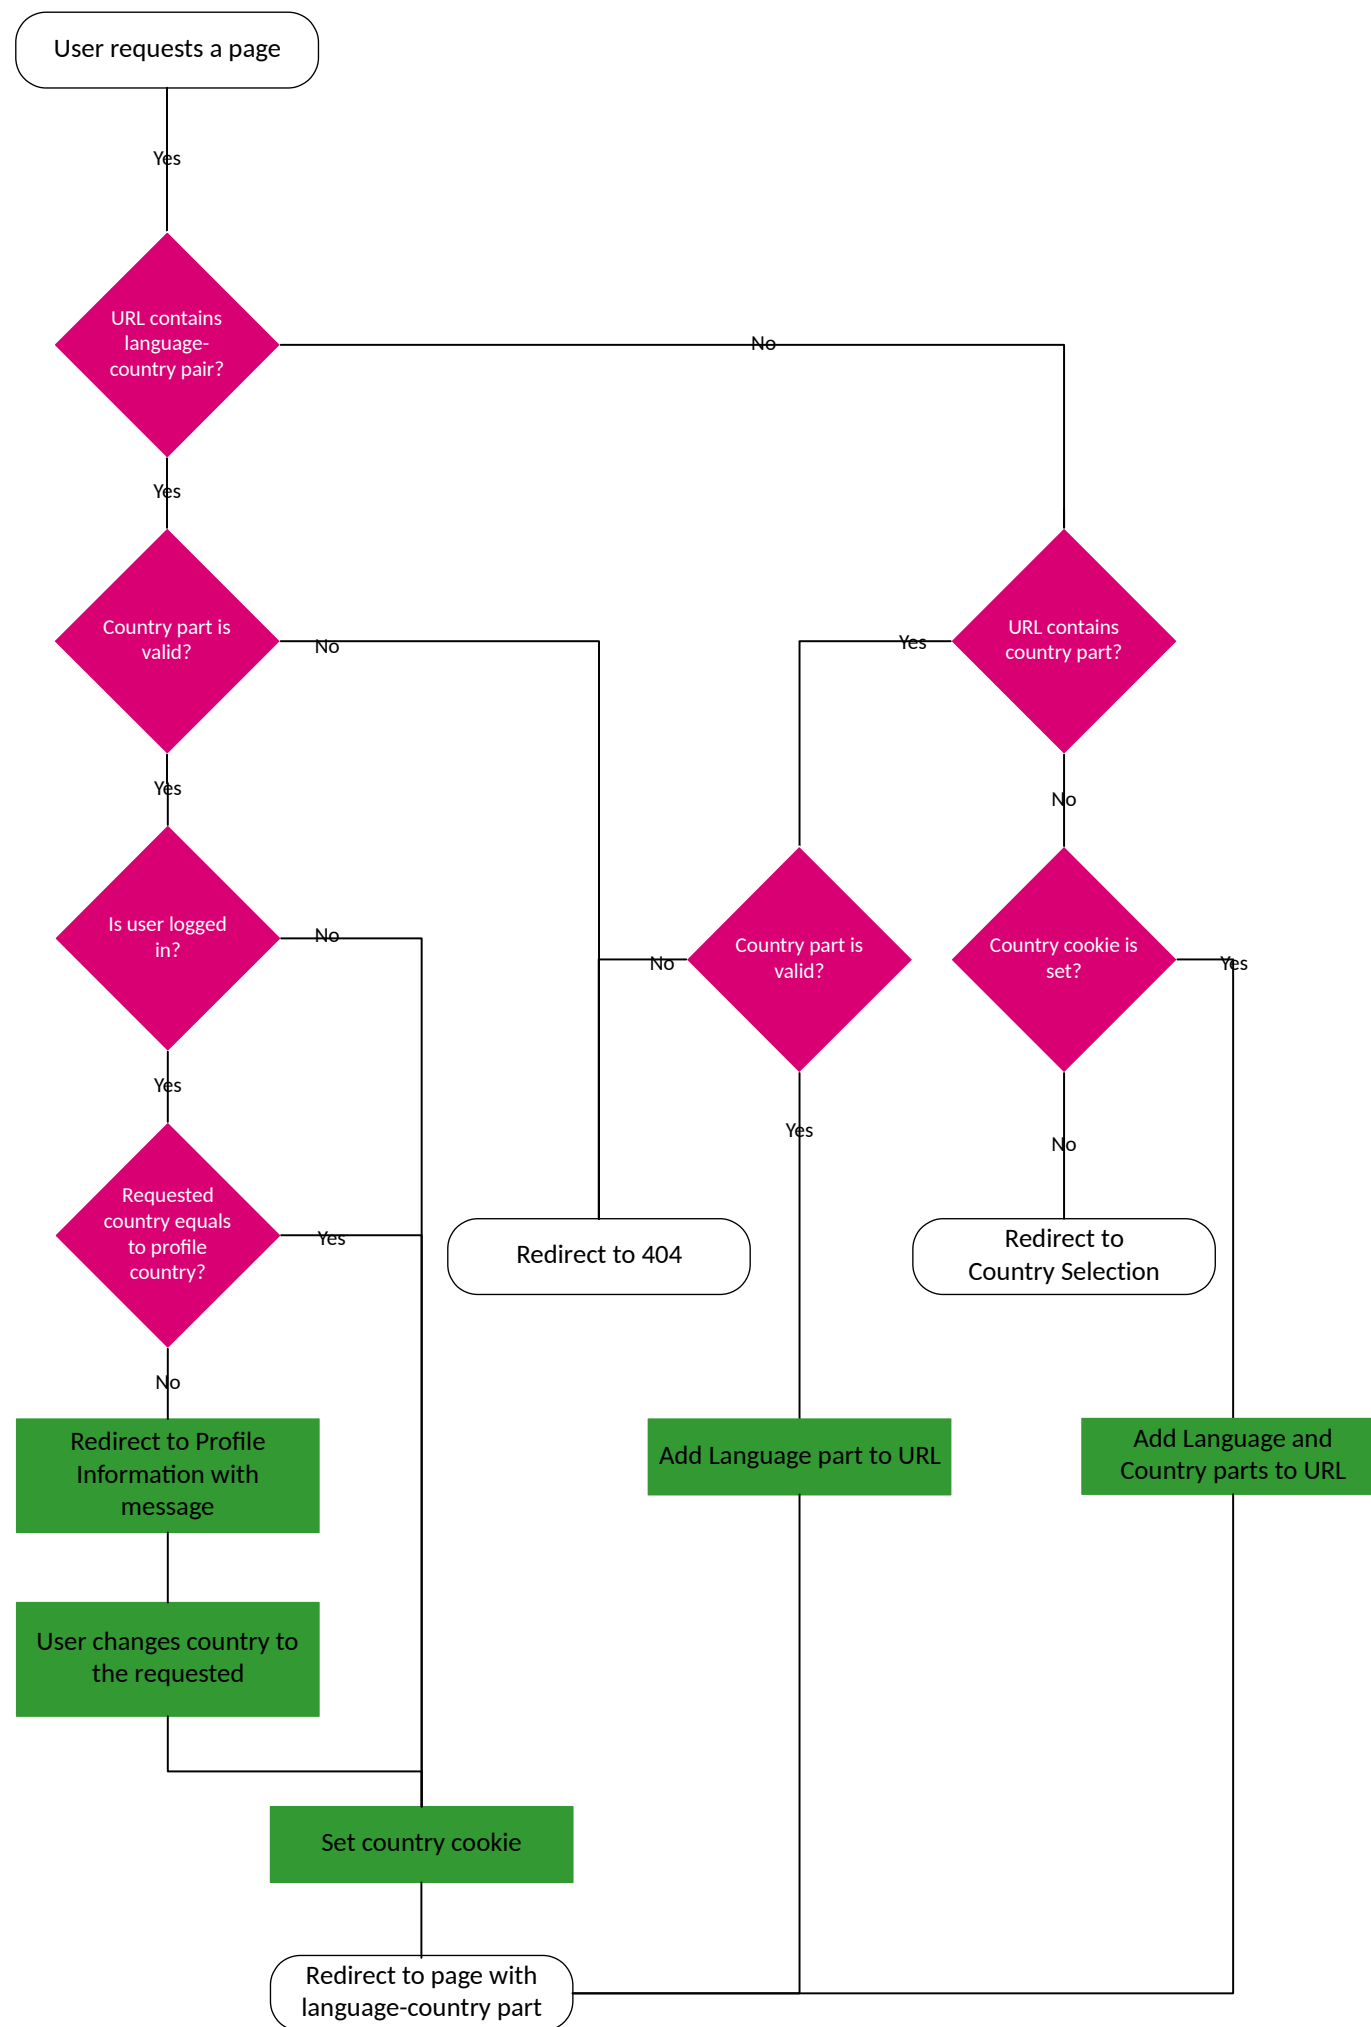 User requests a page
Yes
URL contains
language-
country pair?
No
Yes
Country part is
valid?
No
Yes
URL contains
country part?
Yes
No
Is user logged
in?
No
No
Country part is
valid?
Country cookie is
set?
Yes
Yes
Yes
No
Requested
country equals
to profile
country?
Yes
Redirect to 404
Redirect to
Country Selection
No
Redirect to Profile
Information with
message
Add Language part to URL
Add Language and
Country parts to URL
User changes country to
the requested
Set country cookie
Redirect to page with
language-country part